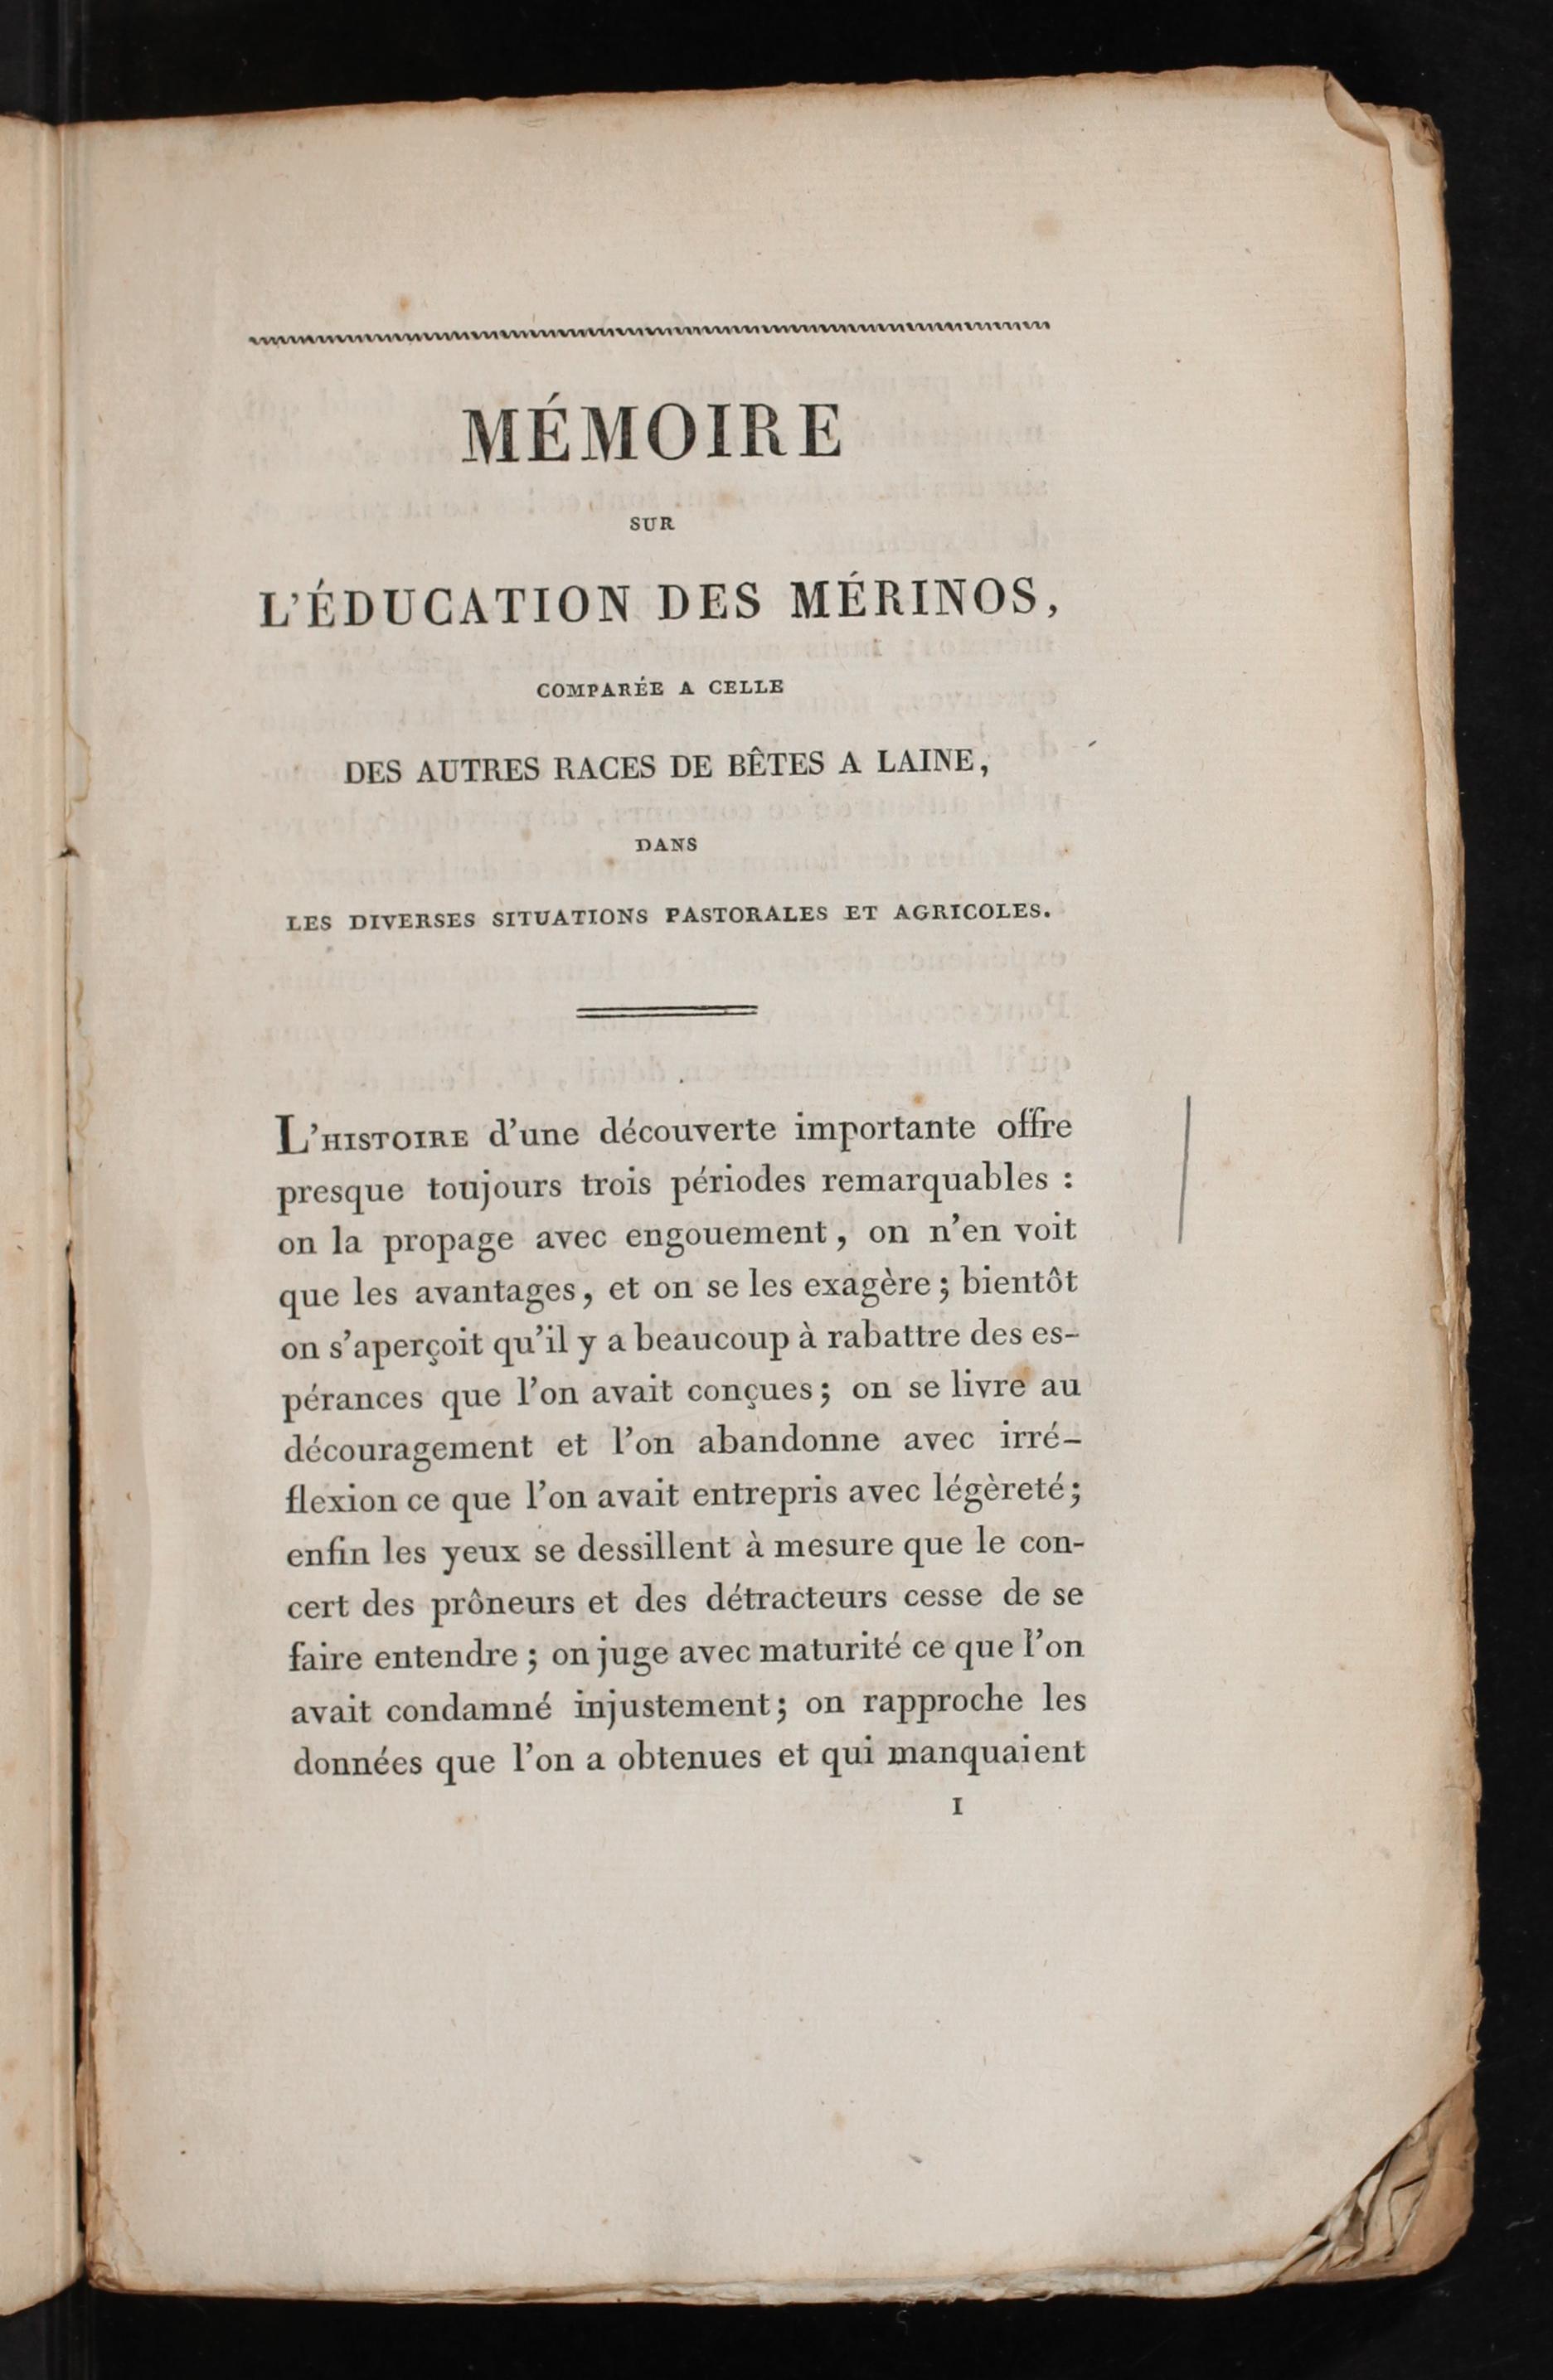 MÉMOIRE
SUR
L'ÉDUCATION DES MÉRINOS,
COMPARÉE A CELLE
DES AUTRES RACES DE BÊTES A LAINE,
DANS
LES DIVERSES SITUATIONS PASTORALES ET AGRICOLES.
L'HISTOIRE d'une découverte importante offre
presque toujours trois périodes remarquables :
on la propage avec engouement, on n'en voit
que les avantages, et on se les exagère; bientôt
on s'aperçoit qu'il y a beaucoup à rabattre des es-
pérances que l'on avait conçues; on se livre au
découragement et l'on abandonne avec irré-
flexion ce que l'on avait entrepris avec légèreté;
enfin les yeux se dessillent à mesure que le con-
cert des prôneurs et des détracteurs cesse de se
faire entendre; on juge avec maturité ce que l'on
avait condamné injustement; on rapproche les
données que l'on a obtenues et qui manquaient
I